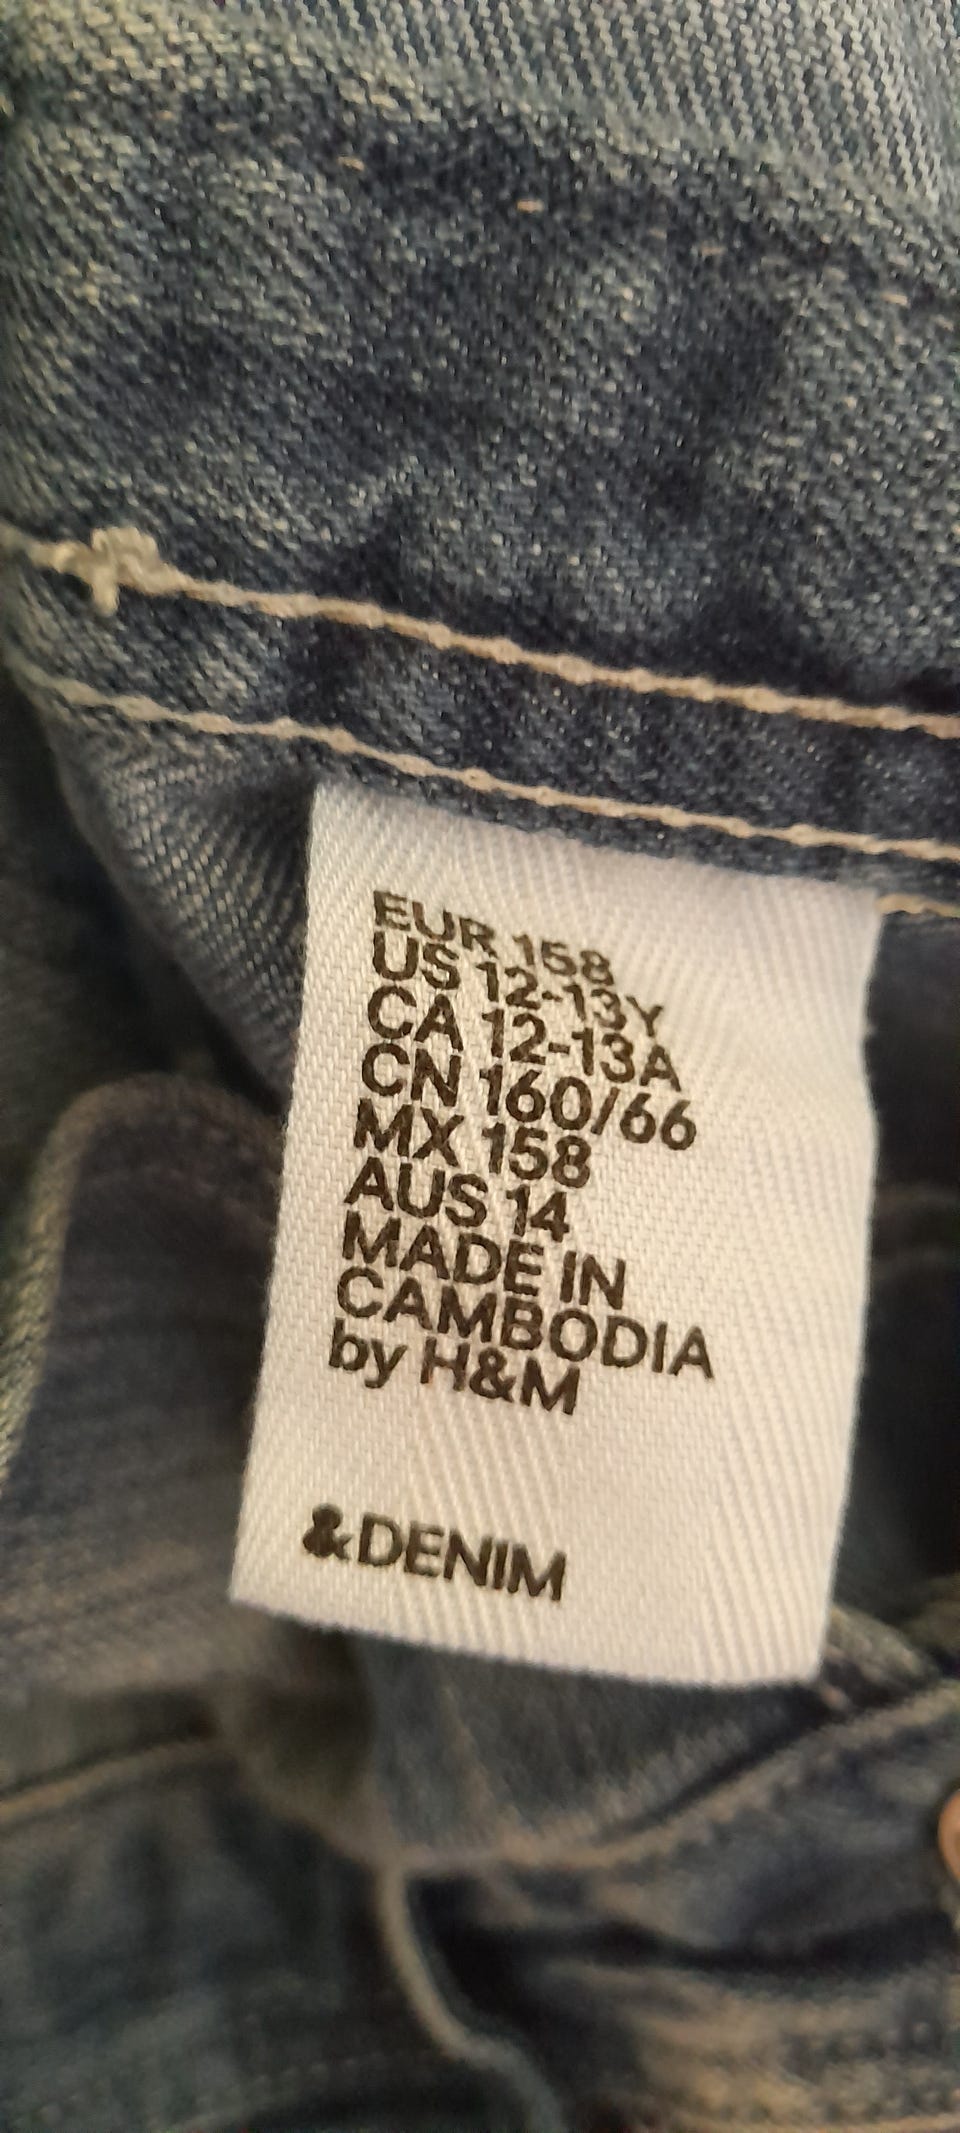 EUR 158
US 12-13Y
CA 12-13A
CN 160/66
MX 158
AUS 14
MADE IN
CAMBODIA
by H&M
&DENIM